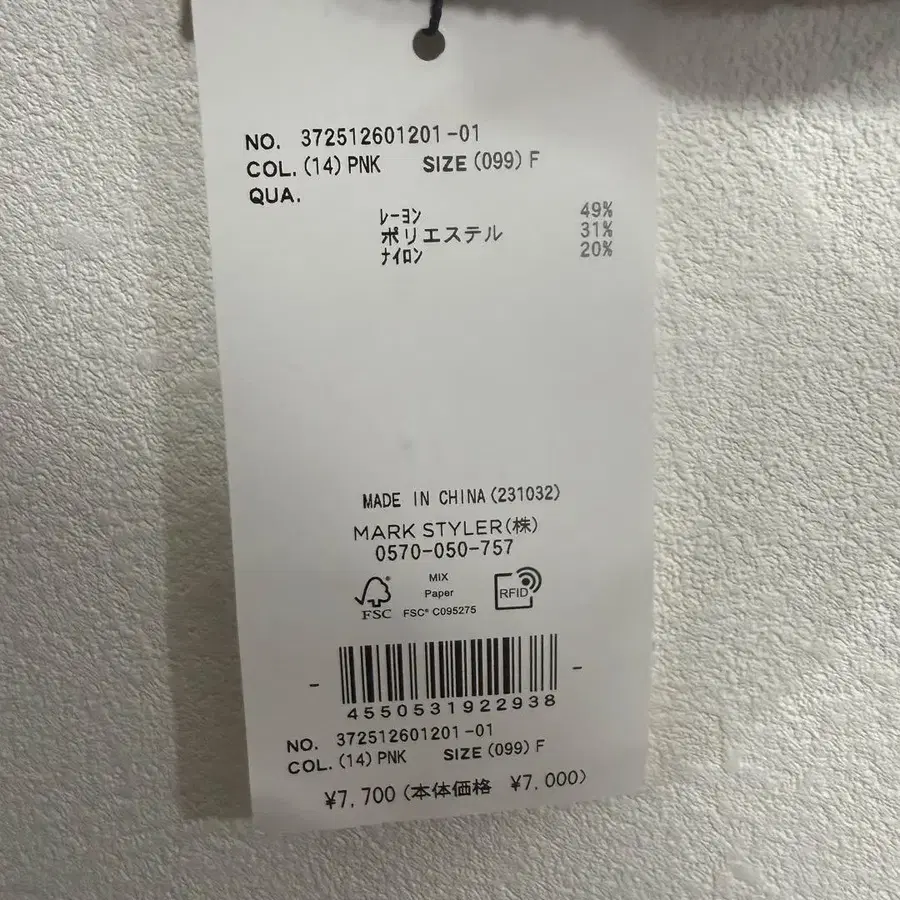 NO. 372512601201-01
COL. (14) PNK SIZE (099) F
QUA.
ﾚｰﾖﾝ 49%
ポリエステル 31%
ﾅｲﾛﾝ 20%
MADE IN CHINA (231032)
MARK STYLER(株)
0570-050-757
FSC
MIX
Paper
FSC® C095275
RFID
- -
4550531922938
NO. 372512601201-01
COL. (14) PNK SIZE (099) F
¥7,700 (本体価格 ¥7,000)